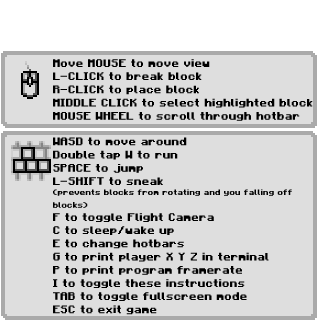 Move MOUSE to move view
L-CLICK to break block
R-CLICK to place block
MIDDLE CLICK to select highlighted block
MOUSE WHEEL to scroll through hotbar
WASD to move around
Double tap W to run
SPACE to jump
L-SHIFT to sneak
(prevents blocks from rotating and you falling off
blocks)
F to toggle Flight Camera
C to sleep/wake up
E to change hotbars
G to print player X Y Z in terminal
P to print program framerate
I to toggle these instructions
TAB to toggle fullscreen mode
ESC to exit game